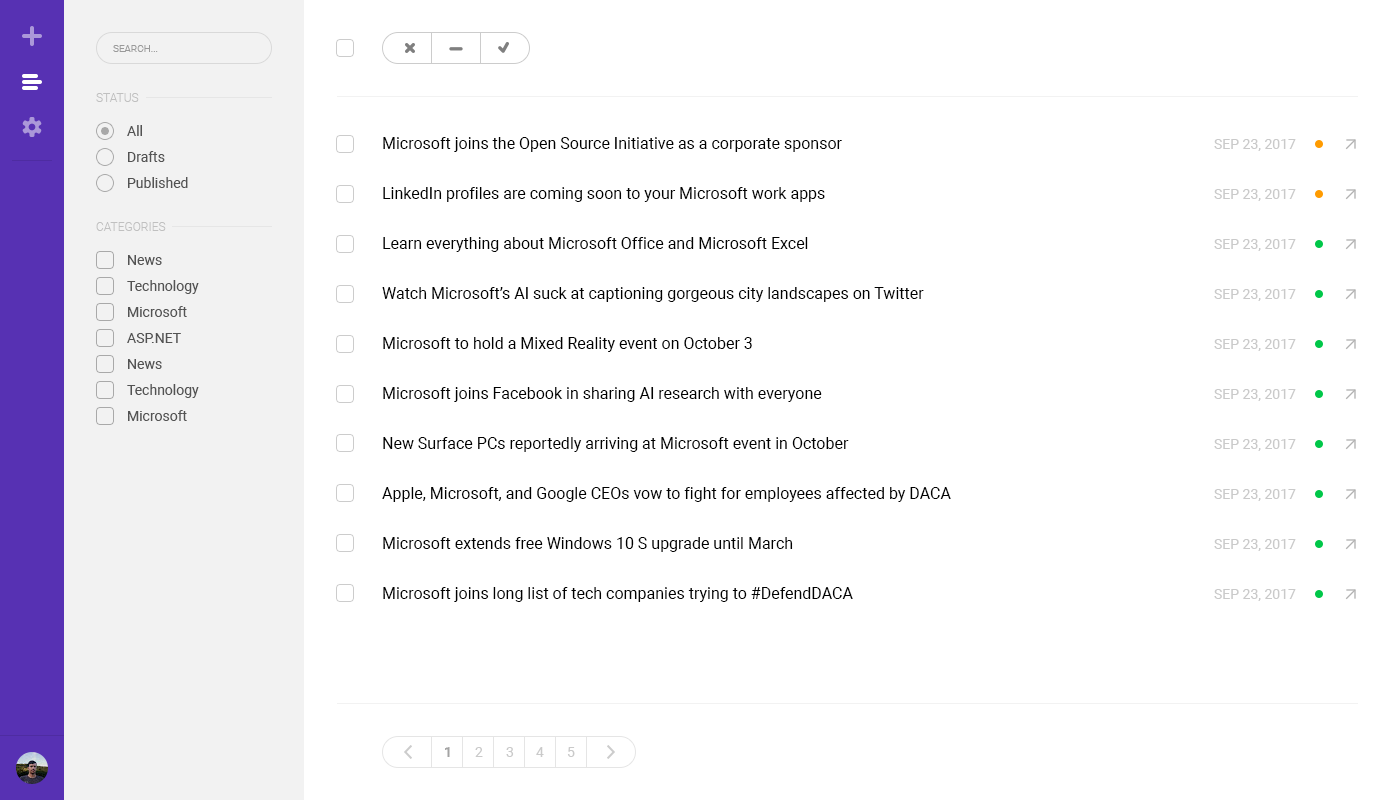 SEARCH...
STATUS
All
Drafts
Published
CATEGORIES
News
Technology
Microsoft
ASP.NET
News
Technology
Microsoft
Microsoft joins the Open Source Initiative as a corporate sponsor SEP 23, 2017
LinkedIn profiles are coming soon to your Microsoft work apps SEP 23, 2017
Learn everything about Microsoft Office and Microsoft Excel SEP 23, 2017
Watch Microsoft’s AI suck at captioning gorgeous city landscapes on Twitter SEP 23, 2017
Microsoft to hold a Mixed Reality event on October 3 SEP 23, 2017
Microsoft joins Facebook in sharing AI research with everyone SEP 23, 2017
New Surface PCs reportedly arriving at Microsoft event in October SEP 23, 2017
Apple, Microsoft, and Google CEOs vow to fight for employees affected by DACA SEP 23, 2017
Microsoft extends free Windows 10 S upgrade until March SEP 23, 2017
Microsoft joins long list of tech companies trying to #DefendDACA SEP 23, 2017
1 2 3 4 5